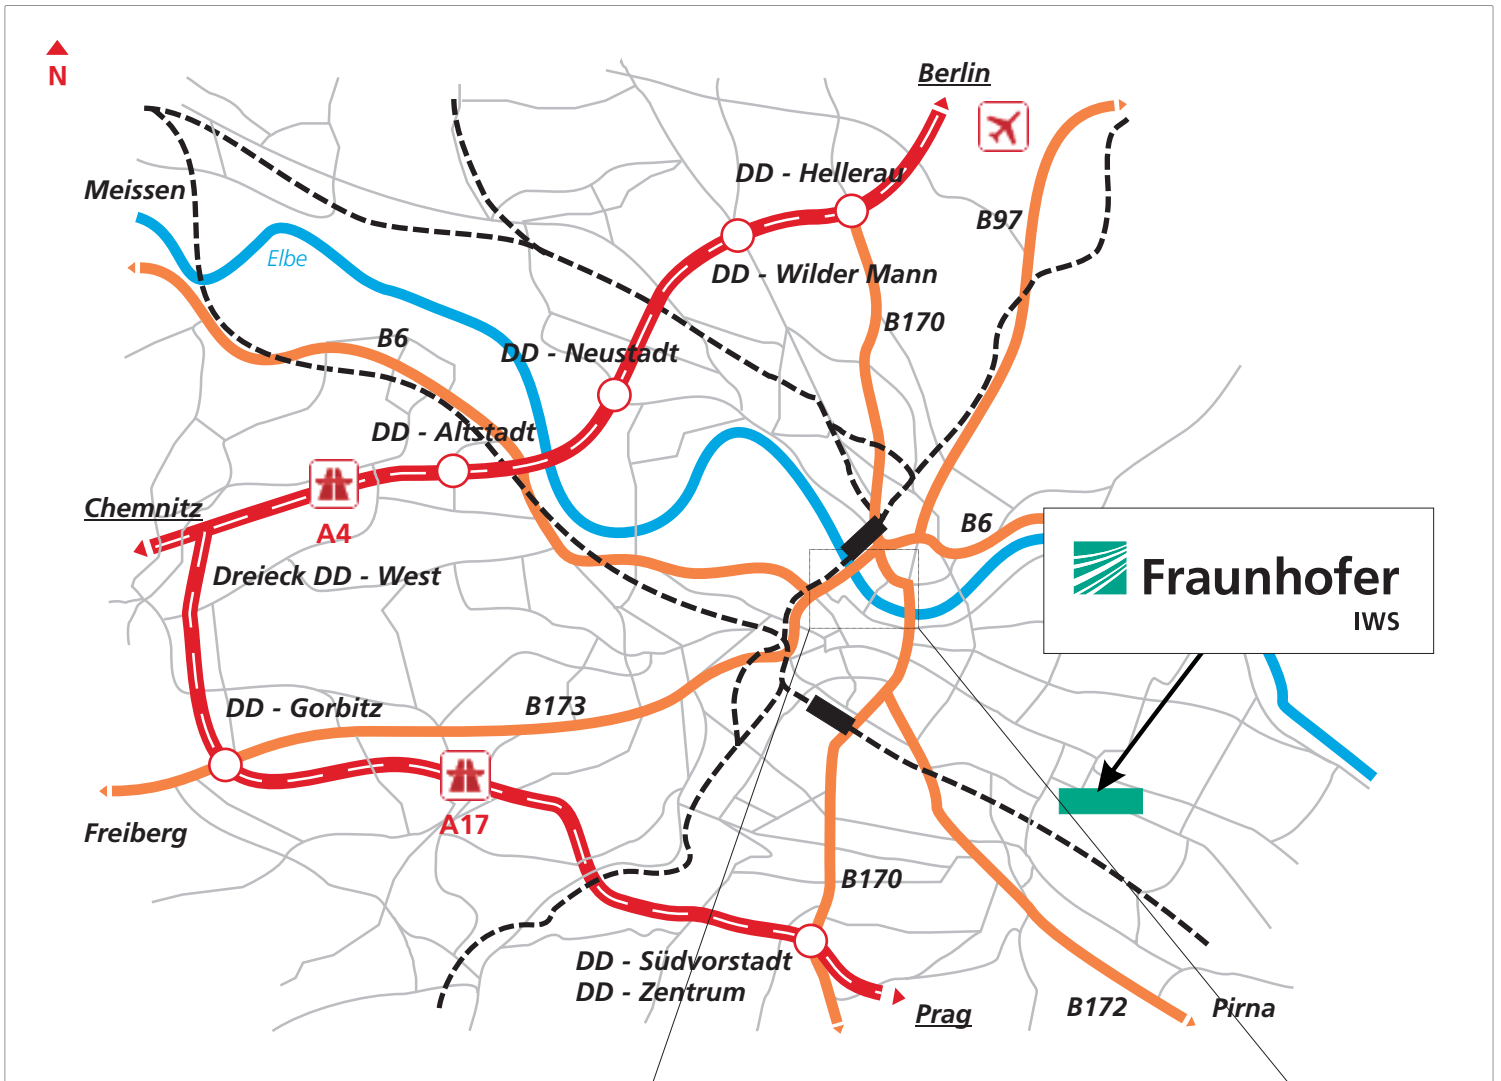 N
Berlin
DD - Hellerau
Meissen
B97
Elbe
DD - Wilder Mann
B170
B6
DD - Neustadt
DD - Altstadt
Chemnitz
A4
B6
Fraunhofer
IWS
Dreieck DD - West
DD - Gorbitz
B173
A17
Freiberg
B170
DD - Südvorstadt
DD - Zentrum
Prag
B172
Pirna